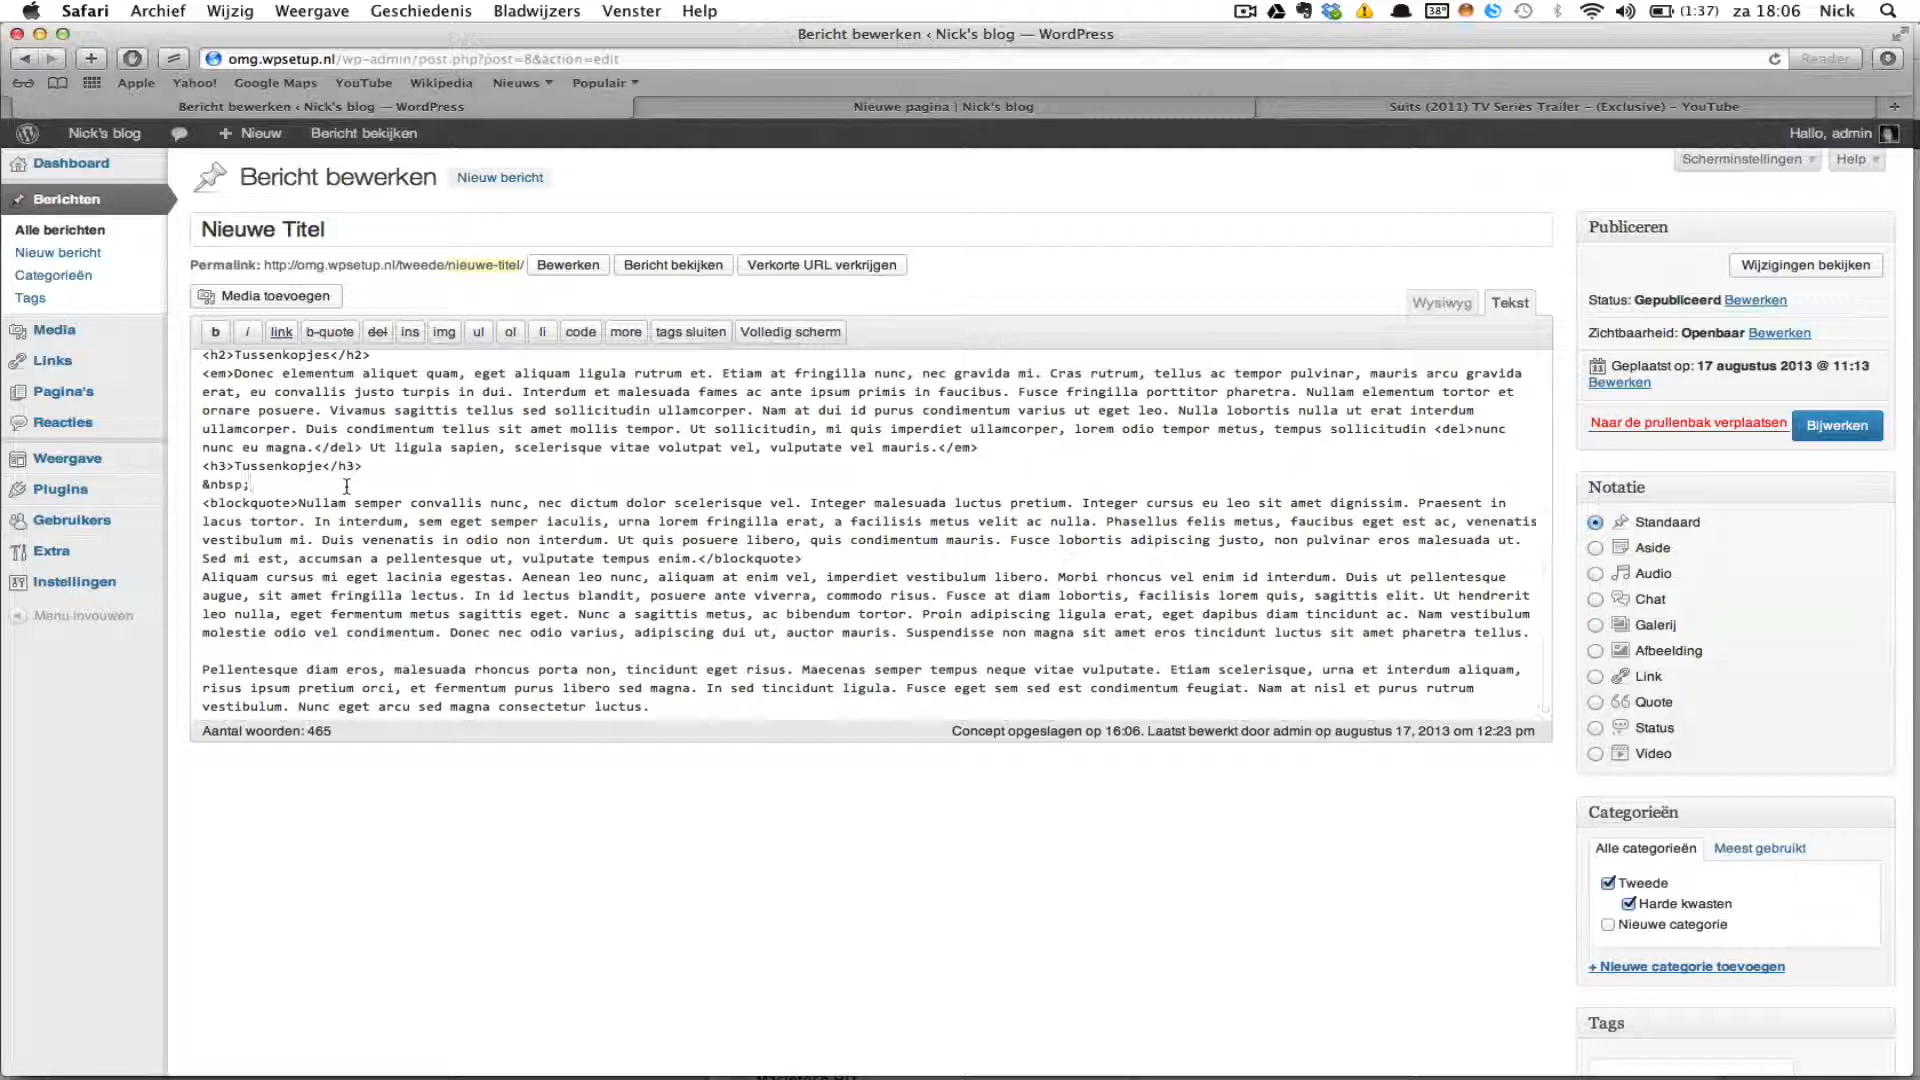 Safari Archief Wijzig Weergave Geschiedenis Bladwijzers Venster Help 38° (1:37) za 18:06 Nick
Bericht bewerken ‹ Nick's blog — WordPress
omg.wpsetup.nl/wp-admin/post.php?post=8&action=edit Reader
Apple Yahoo! Google Maps YouTube Wikipedia Nieuws Populair
Bericht bewerken ‹ Nick's blog — WordPress Nieuwe pagina | Nick's blog Suits (2011) TV Series Trailer – (Exclusive) – YouTube
Nick's blog + Nieuw Bericht bekijken Hallo, admin
Dashboard
Berichten
Alle berichten
Nieuw bericht
Categorieën
Tags
Media
Links
Pagina's
Reacties
Weergave
Plugins
Gebruikers
Extra
Instellingen
Menu invouwen
Scherminstellingen Help
Bericht bewerken Nieuw bericht
Nieuwe Titel
Permalink: http://omg.wpsetup.nl/tweede/nieuwe-titel/ Bewerken Bericht bekijken Verkorte URL verkrijgen
Media toevoegen Wysiwyg Tekst
b i link b-quote del ins img ul ol li code more tags sluiten Volledig scherm
<h2>Tussenkopjes</h2>
<em>Donec elementum aliquet quam, eget aliquam ligula rutrum et. Etiam at fringilla nunc, nec gravida mi. Cras rutrum, tellus ac tempor pulvinar, mauris arcu gravida
erat, eu convallis justo turpis in dui. Interdum et malesuada fames ac ante ipsum primis in faucibus. Fusce fringilla porttitor pharetra. Nullam elementum tortor et
ornare posuere. Vivamus sagittis tellus sed sollicitudin ullamcorper. Nam at dui id purus condimentum varius ut eget leo. Nulla lobortis nulla ut erat interdum
ullamcorper. Duis condimentum tellus sit amet mollis tempor. Ut sollicitudin, mi quis imperdiet ullamcorper, lorem odio tempor metus, tempus sollicitudin <del>nunc
nunc eu magna.</del> Ut ligula sapien, scelerisque vitae volutpat vel, vulputate vel mauris.</em>
<h3>Tussenkopje</h3>
&nbsp;
<blockquote>Nullam semper convallis nunc, nec dictum dolor scelerisque vel. Integer malesuada luctus pretium. Integer cursus eu leo sit amet dignissim. Praesent in
lacus tortor. In interdum, sem eget semper iaculis, urna lorem fringilla erat, a facilisis metus velit ac nulla. Phasellus felis metus, faucibus eget est ac, venenatis
vestibulum mi. Duis venenatis in odio non interdum. Ut quis posuere libero, quis condimentum mauris. Fusce lobortis adipiscing justo, non pulvinar eros malesuada ut.
Sed mi est, accumsan a pellentesque ut, vulputate tempus enim.</blockquote>
Aliquam cursus mi eget lacinia egestas. Aenean leo nunc, aliquam at enim vel, imperdiet vestibulum libero. Morbi rhoncus vel enim id interdum. Duis ut pellentesque
augue, sit amet fringilla lectus. In id lectus blandit, posuere ante viverra, commodo risus. Fusce at diam lobortis, facilisis lorem quis, sagittis elit. Ut hendrerit
leo nulla, eget fermentum metus sagittis eget. Nunc a sagittis metus, ac bibendum tortor. Proin adipiscing ligula erat, eget dapibus diam tincidunt ac. Nam vestibulum
molestie odio vel condimentum. Donec nec odio varius, adipiscing dui ut, auctor mauris. Suspendisse non magna sit amet eros tincidunt luctus sit amet pharetra tellus.
Pellentesque diam eros, malesuada rhoncus porta non, tincidunt eget risus. Maecenas semper tempus neque vitae vulputate. Etiam scelerisque, urna et interdum aliquam,
risus ipsum pretium orci, et fermentum purus libero sed magna. In sed tincidunt ligula. Fusce eget sem sed est condimentum feugiat. Nam at nisl et purus rutrum
vestibulum. Nunc eget arcu sed magna consectetur luctus.
Aantal woorden: 465 Concept opgeslagen op 16:06. Laatst bewerkt door admin op augustus 17, 2013 om 12:23 pm
Publiceren
Wijzigingen bekijken
Status: Gepubliceerd Bewerken
Zichtbaarheid: Openbaar Bewerken
Geplaatst op: 17 augustus 2013 @ 11:13
Bewerken
Naar de prullenbak verplaatsen Bijwerken
Notatie
Standaard
Aside
Audio
Chat
Galerij
Afbeelding
Link
Quote
Status
Video
Categorieën
Alle categorieën Meest gebruikt
Tweede
Harde kwasten
Nieuwe categorie
+ Nieuwe categorie toevoegen
Tags